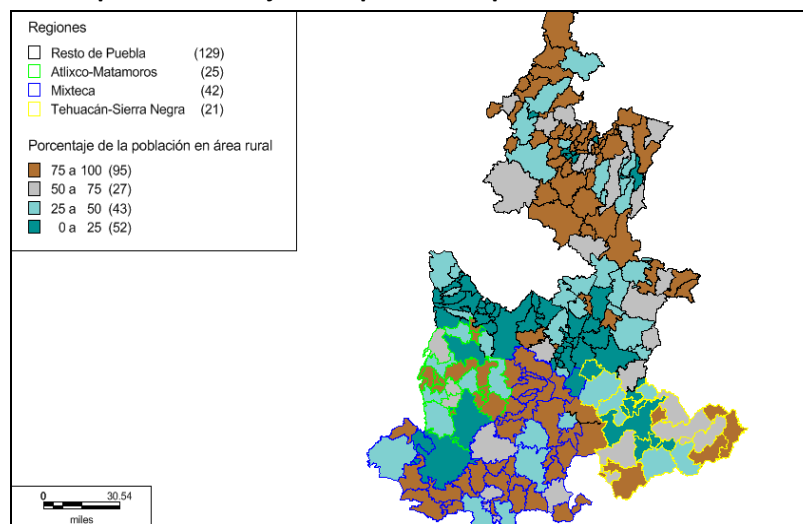 Regiones
Resto de Puebla (129)
Atlixco-Matamoros (25)
Mixteca (42)
Tehuacán-Sierra Negra (21)
Porcentaje de la población en área rural
75 a 100 (95)
50 a 75 (27)
25 a 50 (43)
0 a 25 (52)
0 30.54
miles